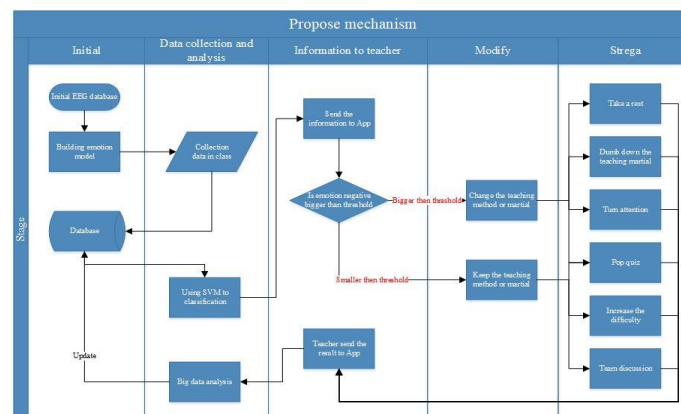 Propose mechanism
Initial
Data collection and
analysis
Information to teacher
Modify
Strega
Stage
Initial EEG database
Building emotion
model
Collection
data in class
Database
Using SVM to
classification
Update
Big data analysis
Send the
information to App
Is emotion negative
bigger than threshold
Bigger then threshold
Smaller then threshold
Teacher send the
result to App
Change the teaching
method or martial
Keep the teaching
method or martial
Take a rest
Dumb down the
teaching martial
Turn attention
Pop quiz
Increase the
difficulty
Team discussion